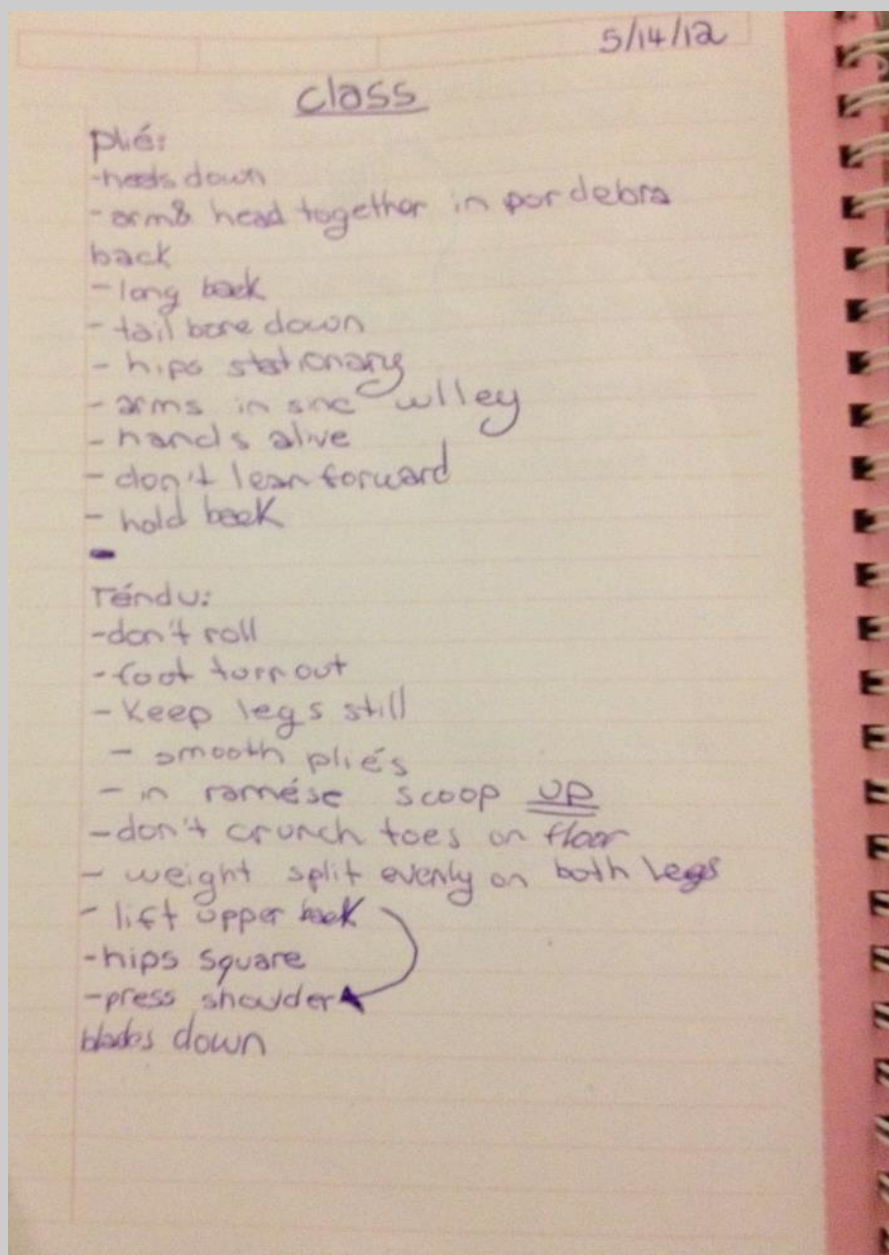 5/14/12
class
plié:
-heels down
-arm & head together in por debra
back
- long back
- tail bone down
- hips stationary
- arms in sinc w/lley
- hands alive
- don't lean forward
- hold back
-
Téndu:
-don't roll
-foot turnout
- Keep legs still
- smooth pliés
- in ramése scoop UP
-don't crunch toes on floor
- weight split evenly on both legs
- lift upper back
-hips square
-press shoulder
blades down